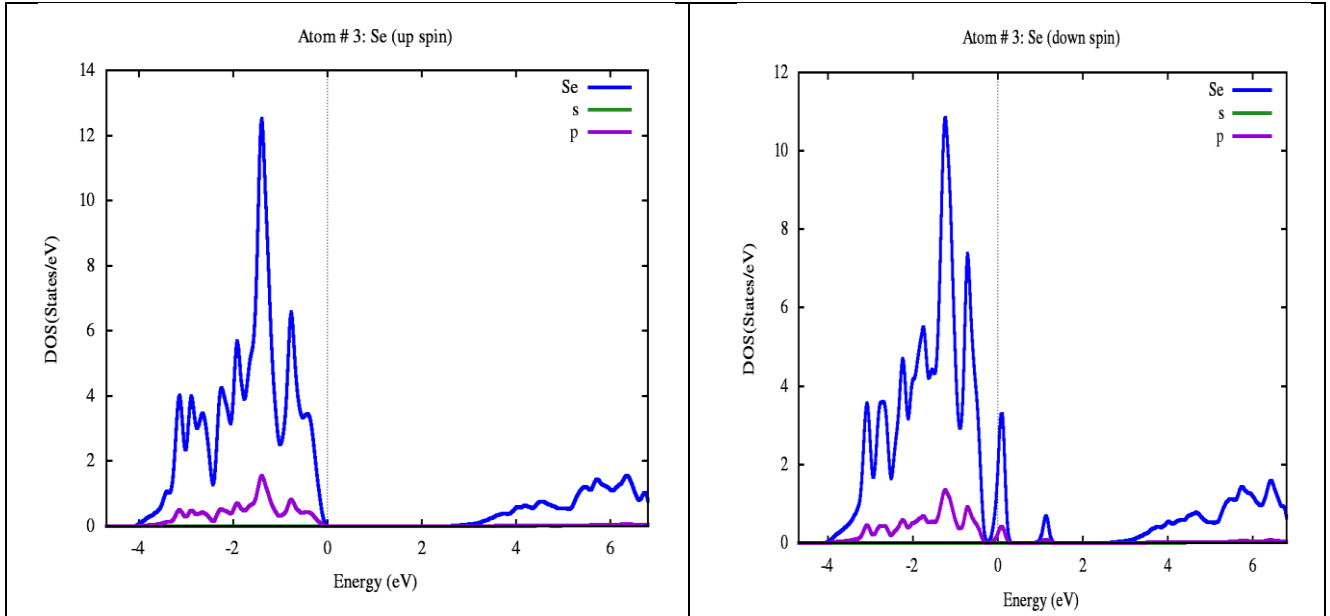 Atom # 3: Se (up spin)
Se
s
p
14
12
10
8
6
4
2
0
DOS(States/eV)
-4
-2
0
2
4
6
Energy (eV)
Atom # 3: Se (down spin)
Se
s
p
12
10
8
6
4
2
0
DOS(States/eV)
-4
-2
0
2
4
6
Energy (eV)